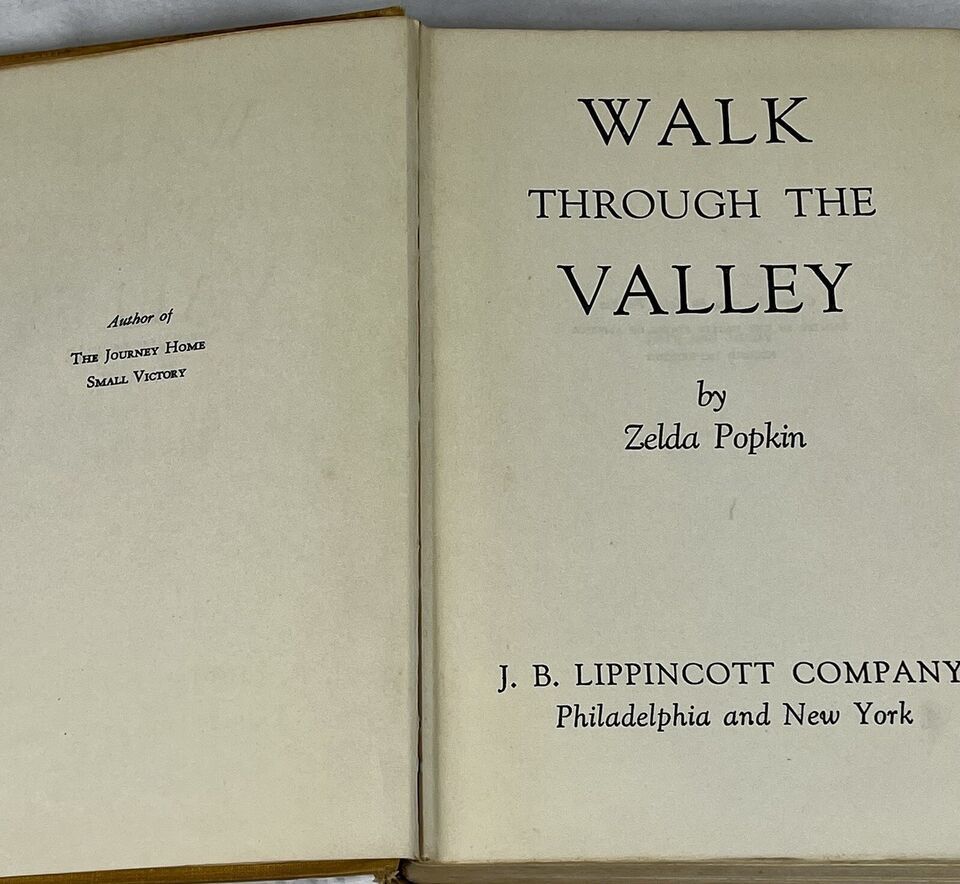 Author of
THE JOURNEY HOME
SMALL VICTORY
WALK
THROUGH THE
VALLEY
by
Zelda Popkin
J. B. LIPPINCOTT COMPANY
Philadelphia and New York